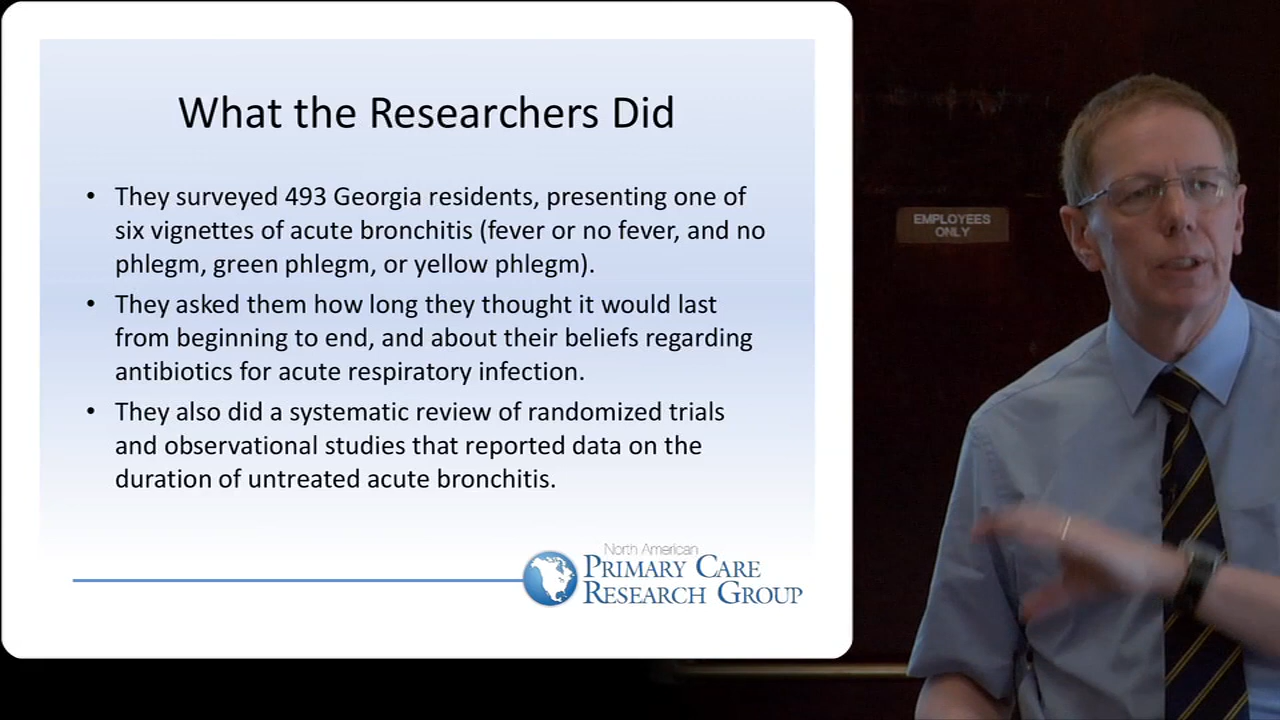 What the Researchers Did
• They surveyed 493 Georgia residents, presenting one of
six vignettes of acute bronchitis (fever or no fever, and no
phlegm, green phlegm, or yellow phlegm).
• They asked them how long they thought it would last
from beginning to end, and about their beliefs regarding
antibiotics for acute respiratory infection.
• They also did a systematic review of randomized trials
and observational studies that reported data on the
duration of untreated acute bronchitis.
North American
PRIMARY CARE
RESEARCH GROUP
EMPLOYEES
ONLY